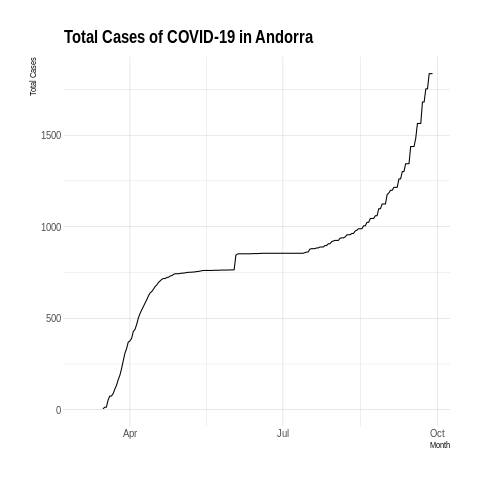 Total Cases of COVID-19 in Andorra
Total Cases
1500
1000
500
0
Apr
Jul
Oct
Month